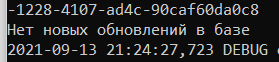 -1228-4107-ad4c-90caf60da0c8
Нет новых обновлений в базе
2021-09-13 21:24:27,723 DEBUG